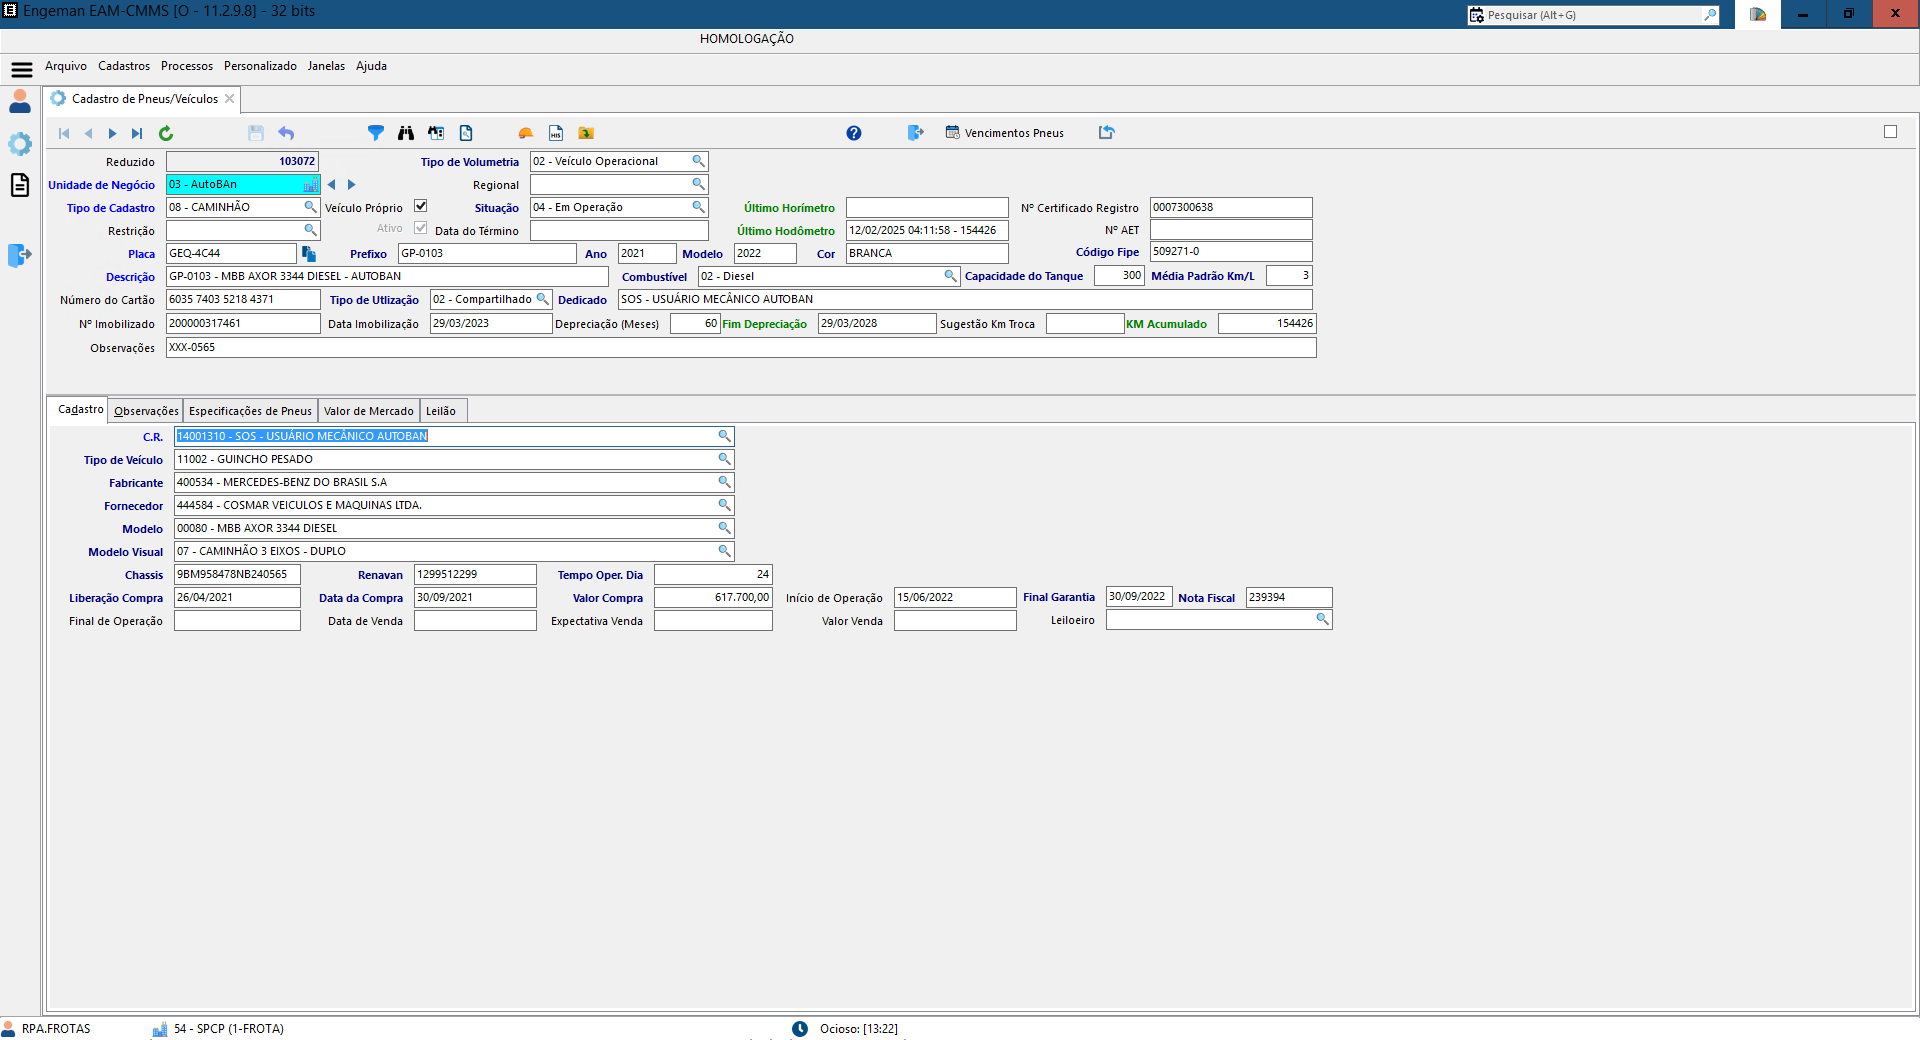 Engeman EAM-CMMS [O - 11.2.9.8] - 32 bits
Pesquisar (Alt+G)
HOMOLOGAÇÃO
Arquivo Cadastros Processos Personalizado Janelas Ajuda
Cadastro de Pneus/Veículos
Vencimentos Pneus
Reduzido 103072 Tipo de Volumetria 02 - Veículo Operacional
Unidade de Negócio 03 - AutoBAn Regional
Tipo de Cadastro 08 - CAMINHÃO Veículo Próprio Situação 04 - Em Operação Último Horímetro Nº Certificado Registro 0007300638
Restrição Ativo Data do Término Último Hodômetro 12/02/2025 04:11:58 - 154426 Nº AET
Placa GEQ-4C44 Prefixo GP-0103 Ano 2021 Modelo 2022 Cor BRANCA Código Fipe 509271-0
Descrição GP-0103 - MBB AXOR 3344 DIESEL - AUTOBAN Combustível 02 - Diesel Capacidade do Tanque 300 Média Padrão Km/L 3
Número do Cartão 6035 7403 5218 4371 Tipo de Utlização 02 - Compartilhado Dedicado SOS - USUÁRIO MECÂNICO AUTOBAN
Nº Imobilizado 200000317461 Data Imobilização 29/03/2023 Depreciação (Meses) 60 Fim Depreciação 29/03/2028 Sugestão Km Troca KM Acumulado 154426
Observações XXX-0565
Cadastro Observações Especificações de Pneus Valor de Mercado Leilão
C.R. 14001310 - SOS - USUÁRIO MECÂNICO AUTOBAN
Tipo de Veículo 11002 - GUINCHO PESADO
Fabricante 400534 - MERCEDES-BENZ DO BRASIL S.A
Fornecedor 444584 - COSMAR VEICULOS E MAQUINAS LTDA.
Modelo 00080 - MBB AXOR 3344 DIESEL
Modelo Visual 07 - CAMINHÃO 3 EIXOS - DUPLO
Chassis 9BM958478NB240565 Renavan 1299512299 Tempo Oper. Dia 24
Liberação Compra 26/04/2021 Data da Compra 30/09/2021 Valor Compra 617.700,00 Início de Operação 15/06/2022 Final Garantia 30/09/2022 Nota Fiscal 239394
Final de Operação Data de Venda Expectativa Venda Valor Venda Leiloeiro
RPA.FROTAS 54 - SPCP (1-FROTA) Ocioso: [13:22]